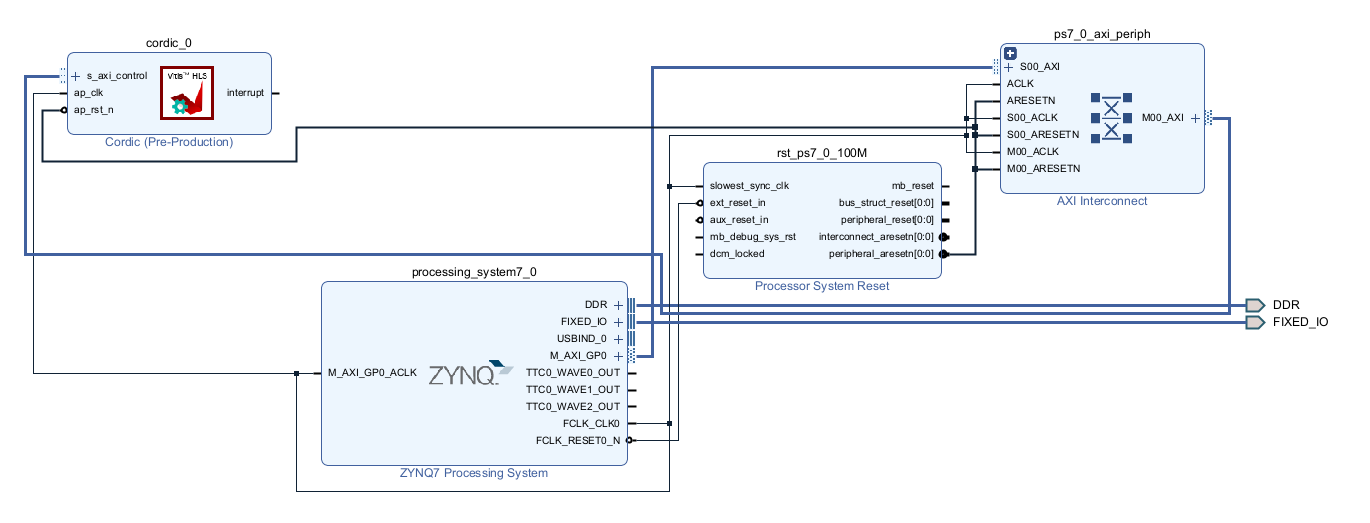 cordic_0
s_axi_control
ap_clk
ap_rst_n
Vitis™ HLS
interrupt
Cordic (Pre-Production)
ps7_0_axi_periph
S00_AXI
ACLK
ARESETN
S00_ACLK
S00_ARESETN
M00_ACLK
M00_ARESETN
M00_AXI
AXI Interconnect
rst_ps7_0_100M
slowest_sync_clk
ext_reset_in
aux_reset_in
mb_debug_sys_rst
dcm_locked
mb_reset
bus_struct_reset[0:0]
peripheral_reset[0:0]
interconnect_aresetn[0:0]
peripheral_aresetn[0:0]
Processor System Reset
processing_system7_0
M_AXI_GP0_ACLK
ZYNQ
DDR
FIXED_IO
USBIND_0
M_AXI_GP0
TTC0_WAVE0_OUT
TTC0_WAVE1_OUT
TTC0_WAVE2_OUT
FCLK_CLK0
FCLK_RESET0_N
ZYNQ7 Processing System
DDR
FIXED_IO